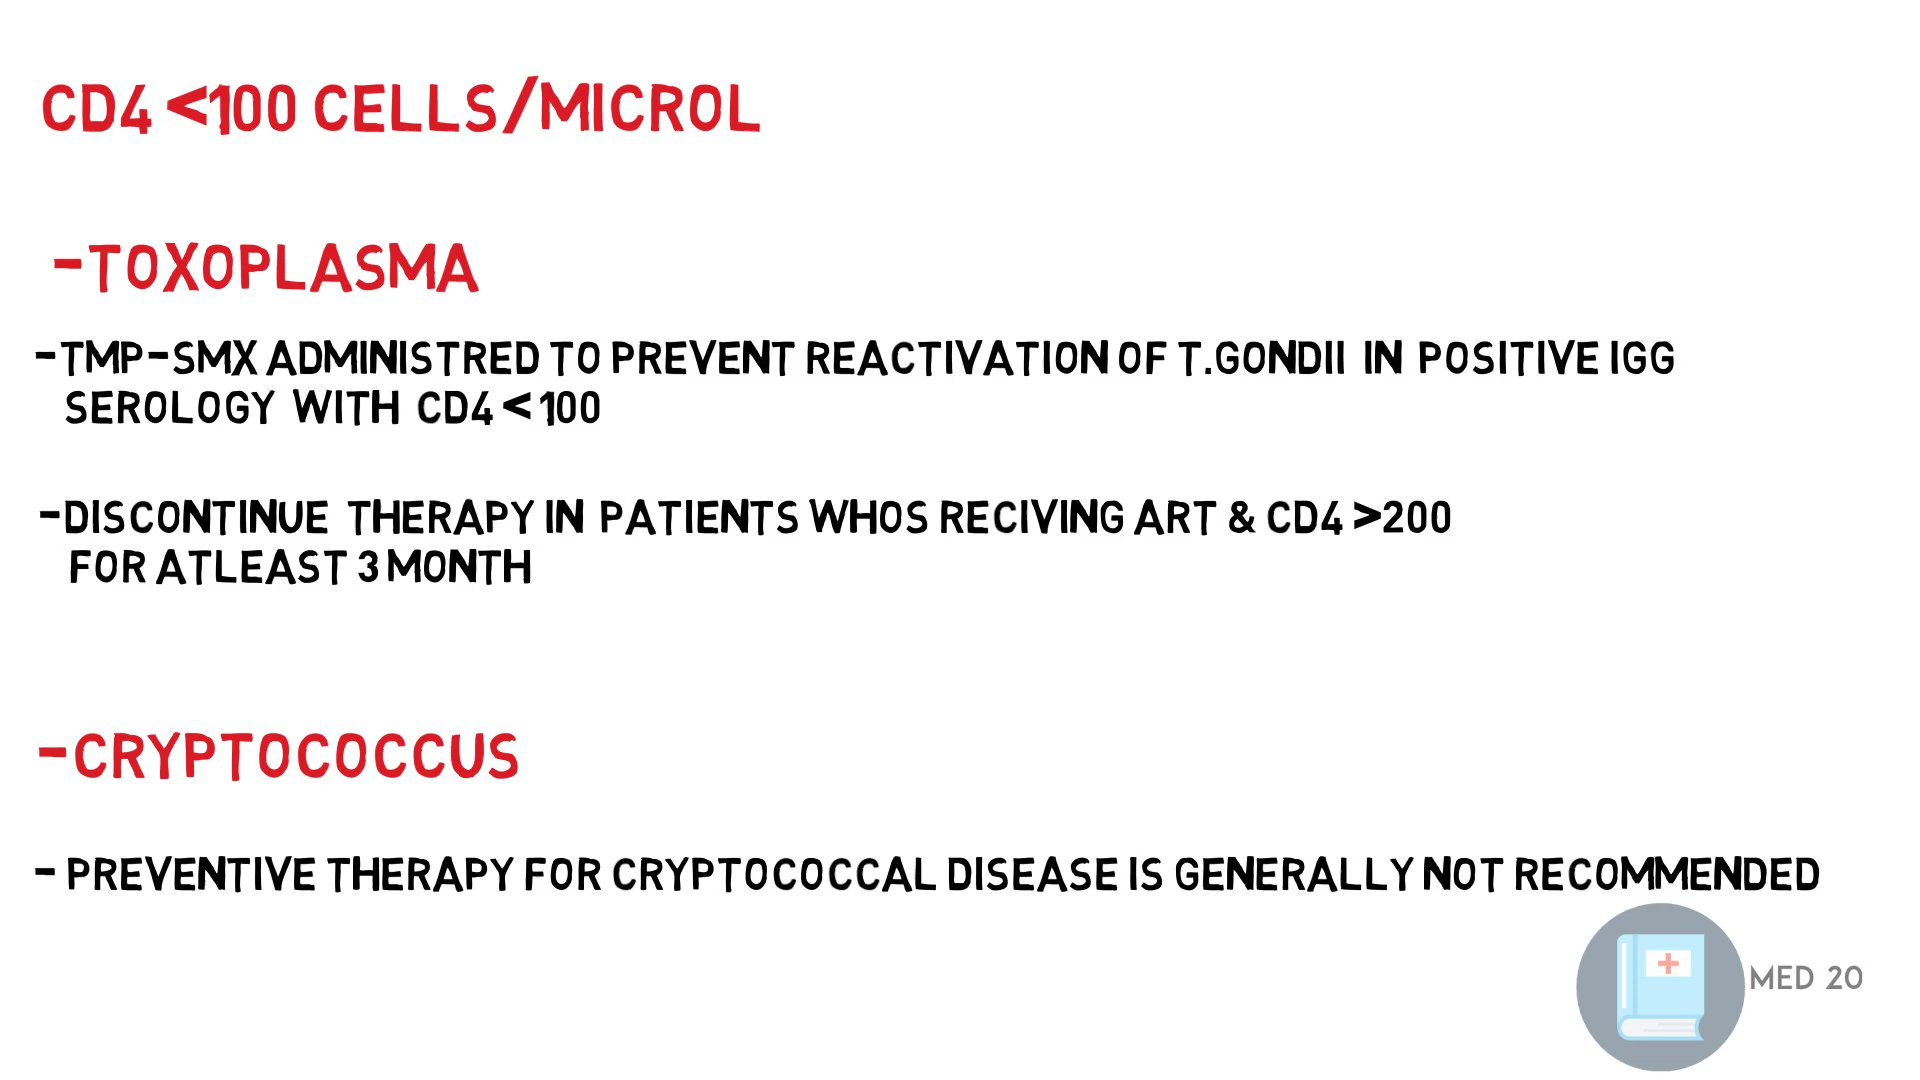 CD4 <100 CELLS/MICROL
-TOXOPLASMA
-TMP-SMX ADMINISTRED TO PREVENT REACTIVATION OF T.GONDII IN POSITIVE IGG
SEROLOGY WITH CD4 < 100
-DISCONTINUE THERAPY IN PATIENTS WHOS RECIVING ART & CD4 >200
FOR ATLEAST 3 MONTH
-CRYPTOCOCCUS
- PREVENTIVE THERAPY FOR CRYPTOCOCCAL DISEASE IS GENERALLY NOT RECOMMENDED
MED 20